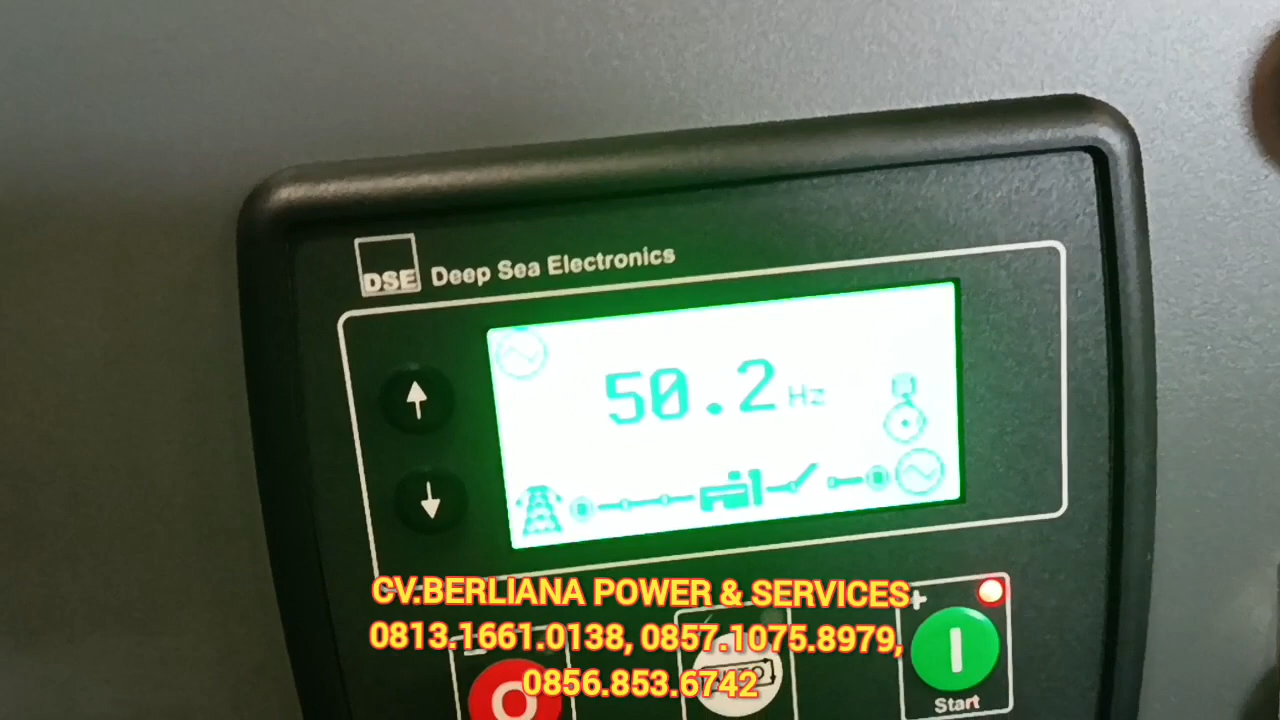 DSE Deep Sea Electronics
50.2 Hz
CV.BERLIANA POWER & SERVICES
+
0813.1661.0138, 0857.1075.8979,
-
0856.853.6742
Start